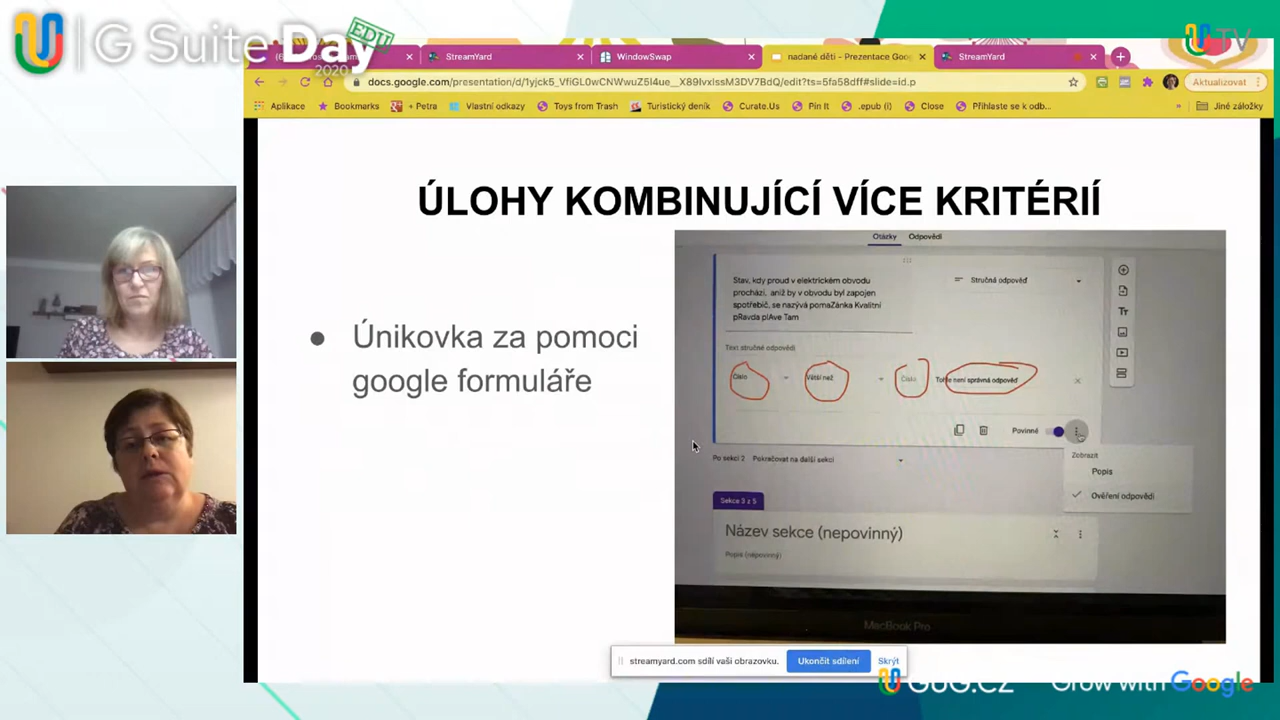 G Suite Day
EDU
2020
TV
StreamYard
WindowSwap
nadané děti – Prezentace Goo
StreamYard
docs.google.com/presentation/d/1yjck5_VfiGL0wCNWwuZ5l4ue__X89IvxIssM3DV7BdQ/edit?ts=5fa58dff#slide=id.p
Aktualizovat
Aplikace
Bookmarks
+ Petra
Vlastní odkazy
Toys from Trash
Turistický deník
Curate.Us
Pin It
.epub (i)
Close
Přihlaste se k odb...
»
Jiné záložky
ÚLOHY KOMBINUJÍCÍ VÍCE KRITÉRIÍ
● Únikovka za pomoci
google formuláře
Otázky Odpovědi
Stav, kdy proud v elektrickém obvodu
prochází, aniž by v obvodu byl zapojen
spotřebič, se nazývá pomaZánka Kvalitní
pRavda plAve Tam
Stručná odpověď
Text stručné odpovědi
Číslo
Větší než
Číslo
Tohle není správná odpověď
Povinné
Zobrazit
Popis
Ověření odpovědi
Po sekci 2 Pokračovat na další sekci
Sekce 3 z 5
Název sekce (nepovinný)
Popis (nepovinný)
MacBook Pro
streamyard.com sdílí vaši obrazovku.
Ukončit sdílení
Skrýt
GUG.CZ
Grow with Google